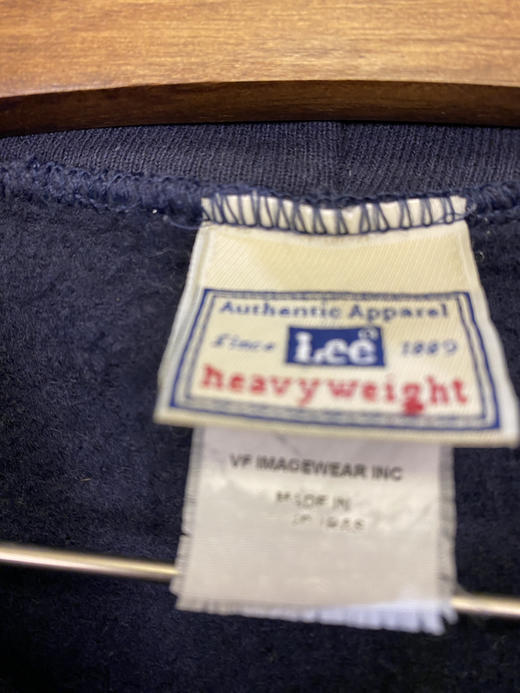 Authentic Apparel
Since Lee® 1889
heavyweight
VF IMAGEWEAR INC
MADE IN